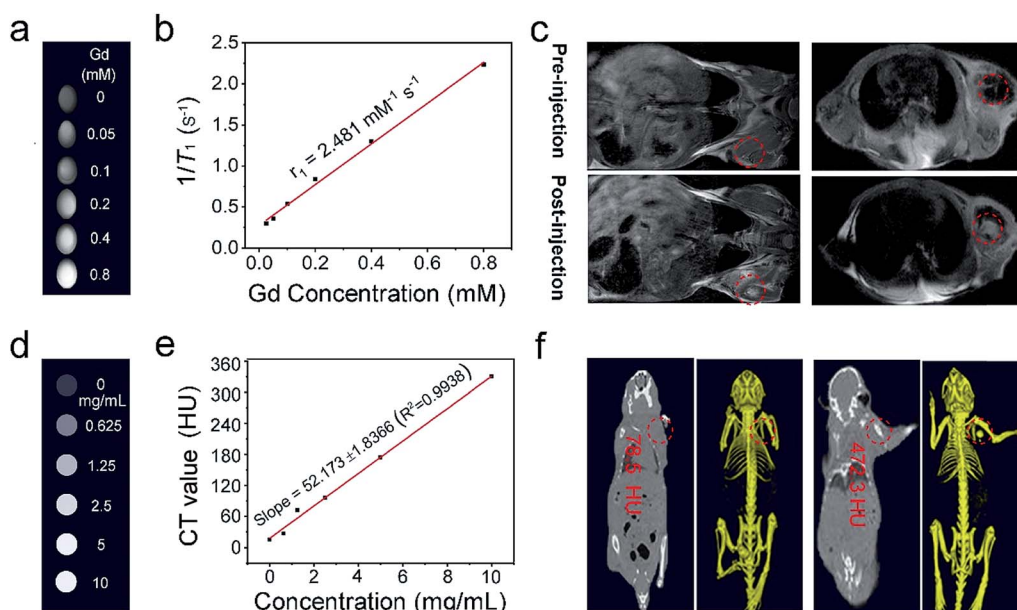 a
Gd
(mM)
0
0.05
0.1
0.2
0.4
0.8
b
2.5
2.0
1.5
1.0
0.5
0.0
1/T₁ (s⁻¹)
r₁ = 2.481 mM⁻¹ s⁻¹
0.0 0.2 0.4 0.6 0.8
Gd Concentration (mM)
c
Pre-injection
Post-injection
d
0
mg/mL
0.625
1.25
2.5
5
10
e
360
300
240
180
120
60
0
CT value (HU)
Slope = 52.173 ±1.8366 (R²=0.9938)
0 2 4 6 8 10
Concentration (mg/mL)
f
78.6 HU
477.3 HU